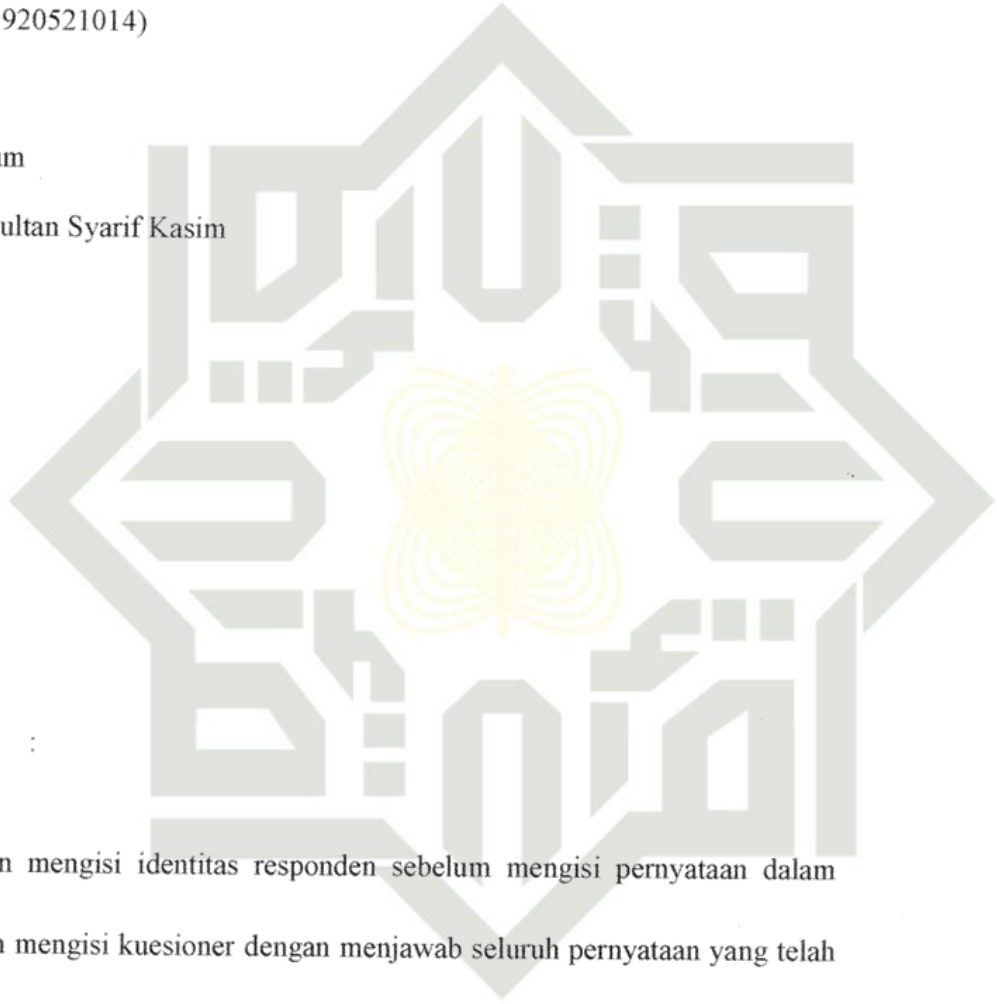 920521014)
um
ultan Syarif Kasim
:
n mengisi identitas responden sebelum mengisi pernyataan dalam
n mengisi kuesioner dengan menjawab seluruh pernyataan yang telah